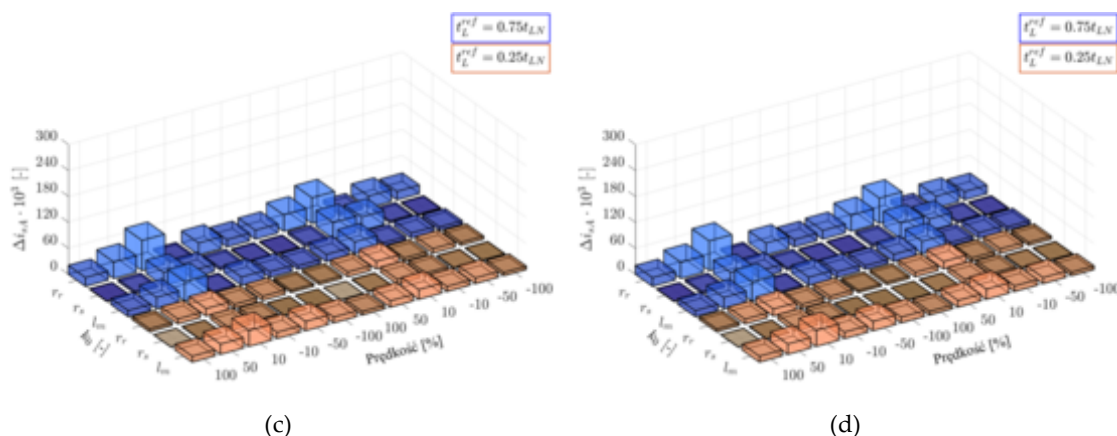 t_L^{ref} = 0.75t_{LN}
t_L^{ref} = 0.25t_{LN}
Δi_{sA} · 10^3 [-]
300
240
180
120
60
0
r_r
r_s
l_m
r_r
r_s
l_m
k_0 [-]
100
50
10
-10
-50
-100
100
50
10
-10
-50
-100
Prędkość [%]
(c)
t_L^{ref} = 0.75t_{LN}
t_L^{ref} = 0.25t_{LN}
Δi_{sA} · 10^3 [-]
300
240
180
120
60
0
r_r
r_s
l_m
r_r
r_s
l_m
k_0 [-]
100
50
10
-10
-50
-100
100
50
10
-10
-50
-100
Prędkość [%]
(d)